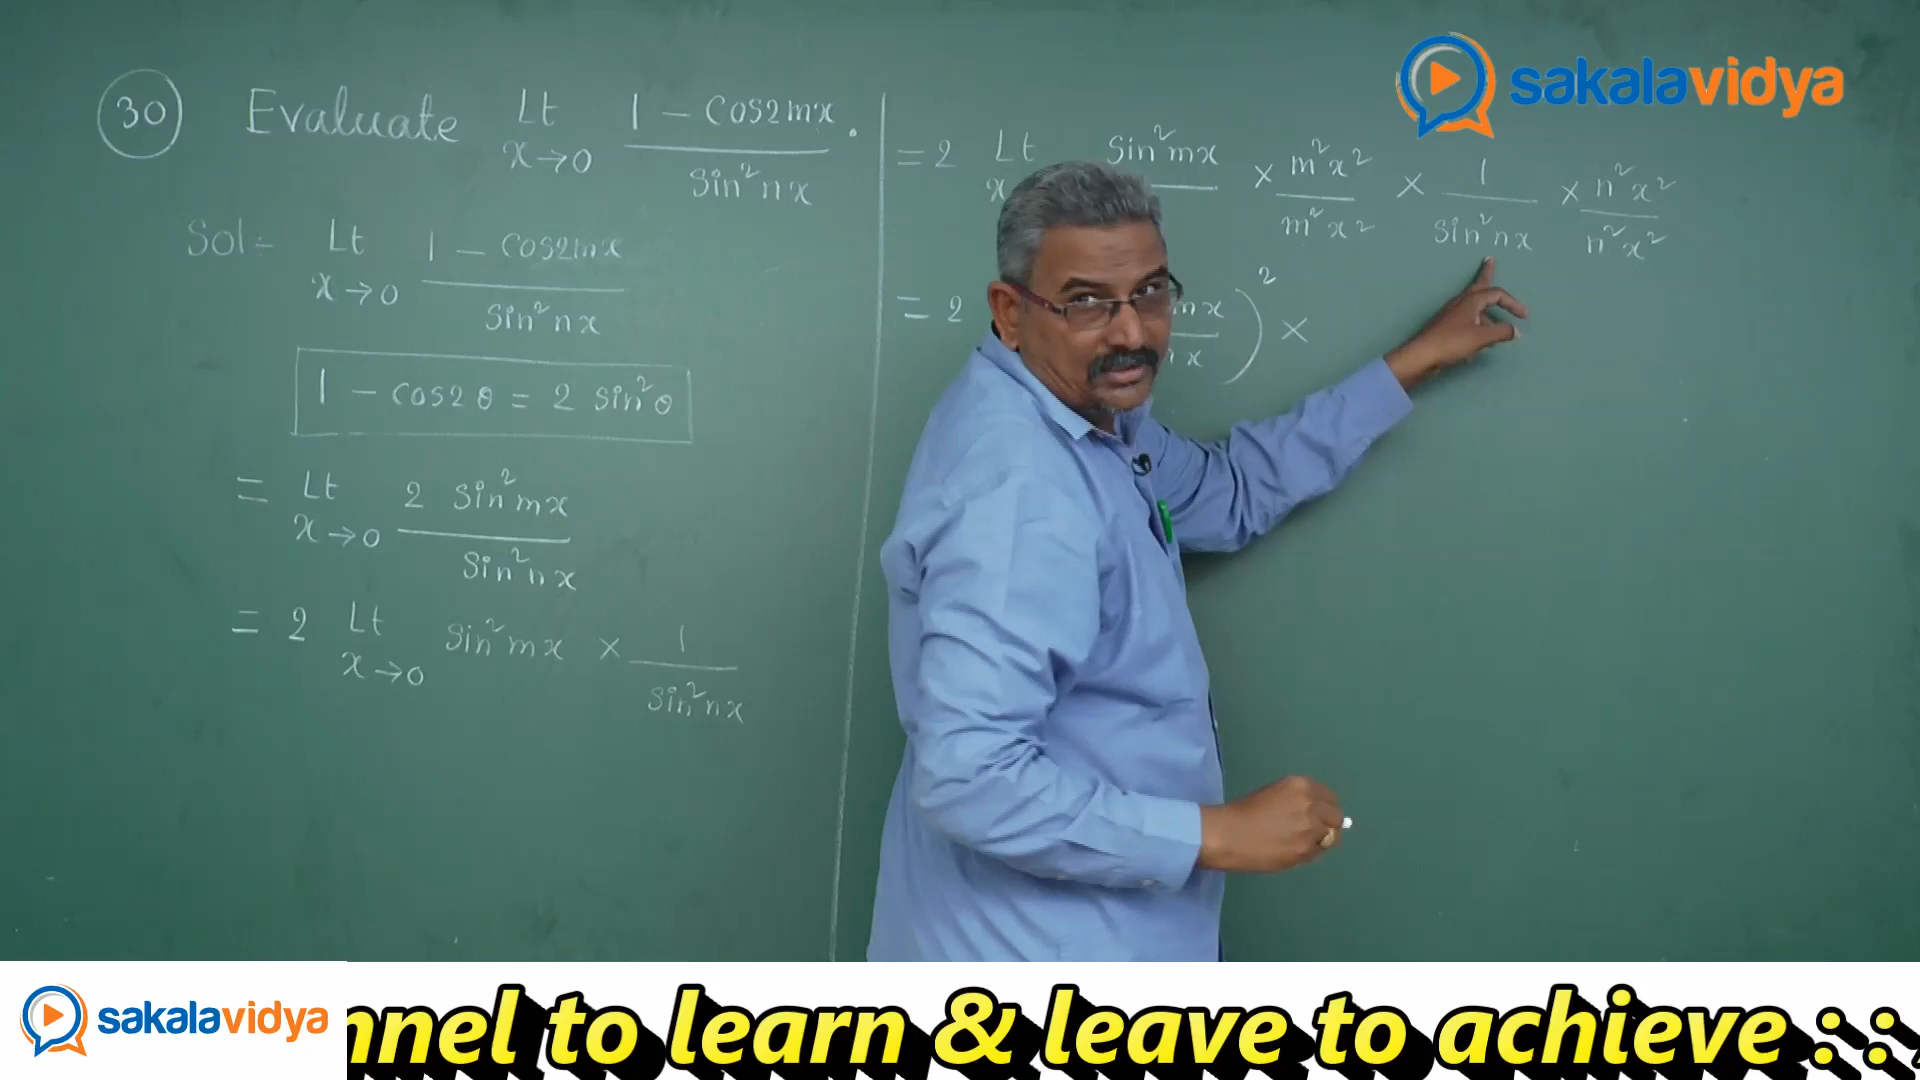 sakalavidya
30 Evaluate Lt x→0 1 - cos2mx / sin²nx .
Sol:- Lt x→0 1 - cos2mx / sin²nx
1 - cos2θ = 2 sin²θ
= Lt x→0 2 sin²mx / sin²nx
= 2 Lt x→0 sin²mx × 1 / sin²nx
= 2 Lt x sin²mx × m²x² / m²x² × 1 / sin²nx × n²x² / n²x²
= 2 mx / x )² ×
sakalavidya
to learn & leave to achieve : :